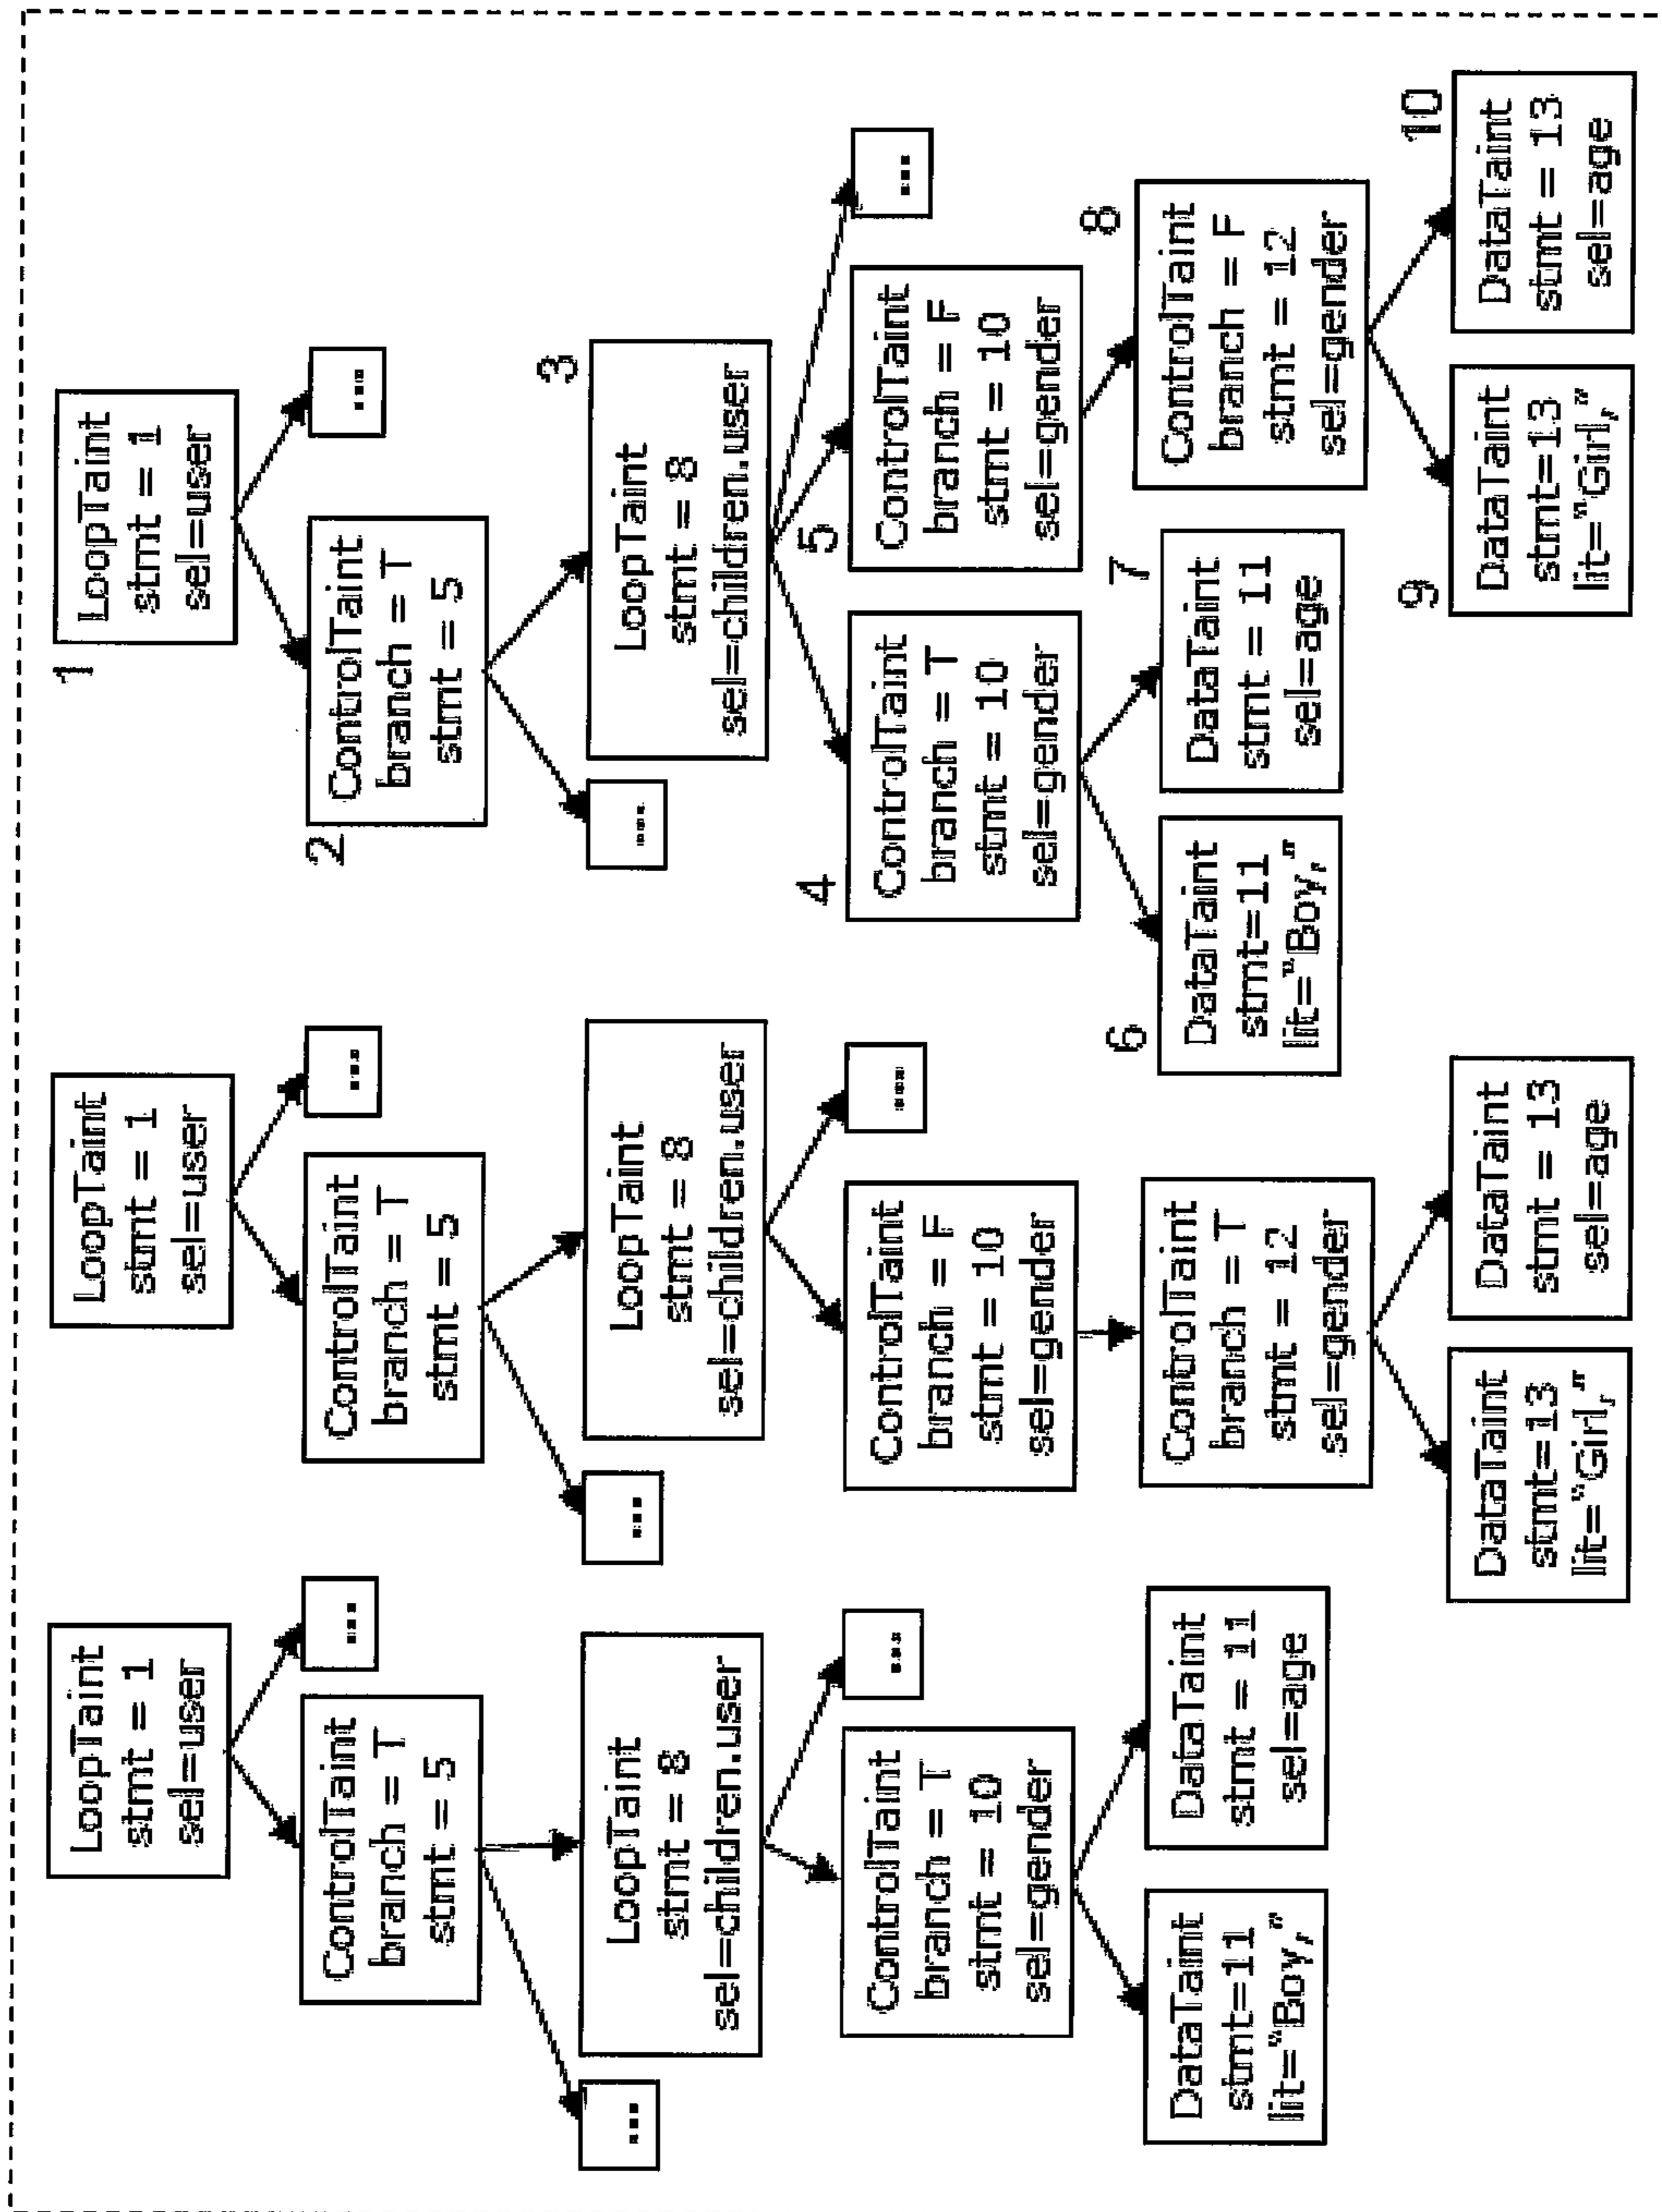 LoopTaint
stmt = 1
sel=user
...
ControlTaint
branch = T
stmt = 5
...
LoopTaint
stmt = 8
sel=children.user
...
ControlTaint
branch = T
stmt = 10
sel=gender
DataTaint
stmt=11
lit="Boy,"
DataTaint
stmt = 11
sel=age
LoopTaint
stmt = 1
sel=user
...
ControlTaint
branch = T
stmt = 5
...
LoopTaint
stmt = 8
sel=children.user
...
ControlTaint
branch = F
stmt = 10
sel=gender
ControlTaint
branch = T
stmt = 12
sel=gender
DataTaint
stmt=13
lit="Girl,"
DataTaint
stmt = 13
sel=age
1
LoopTaint
stmt = 1
sel=user
...
2
ControlTaint
branch = T
stmt = 5
...
3
LoopTaint
stmt = 8
sel=children.user
...
4
ControlTaint
branch = T
stmt = 10
sel=gender
5
ControlTaint
branch = F
stmt = 10
sel=gender
6
DataTaint
stmt=11
lit="Boy,"
7
DataTaint
stmt = 11
sel=age
8
ControlTaint
branch = F
stmt = 12
sel=gender
9
DataTaint
stmt=13
lit="Girl,"
10
DataTaint
stmt = 13
sel=age